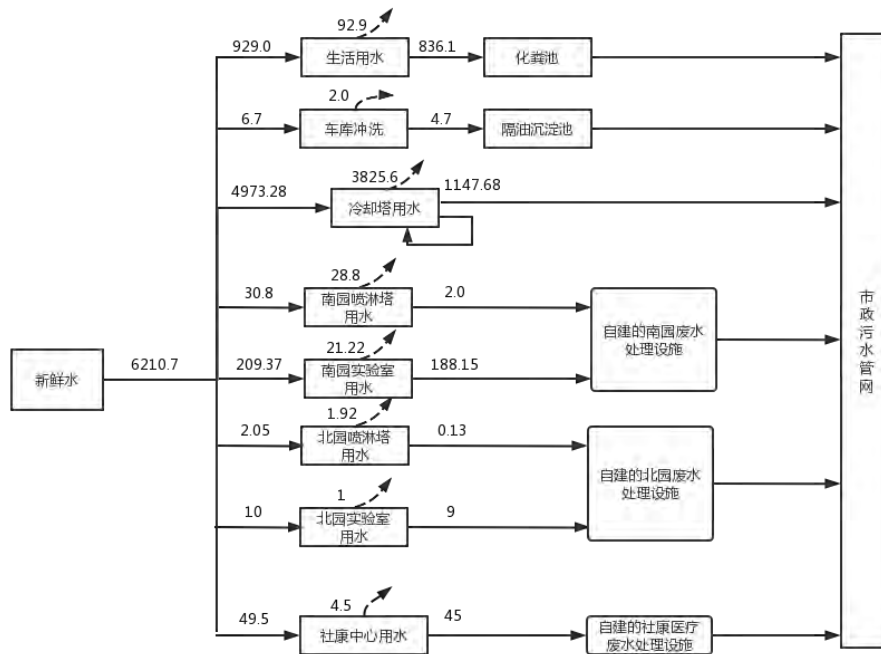 92.9
929.0
生活用水
836.1
化粪池
2.0
6.7
车库冲洗
4.7
隔油沉淀池
3825.6
1147.68
4973.28
冷却塔用水
28.8
30.8
南园喷淋塔
用水
2.0
自建的南园废水
处理设施
21.22
209.37
南园实验室
用水
188.15
新鲜水
6210.7
1.92
2.05
北园喷淋塔
用水
0.13
自建的北园废水
处理设施
1
10
北园实验室
用水
9
4.5
49.5
社康中心用水
45
自建的社康医疗
废水处理设施
市政污水管网